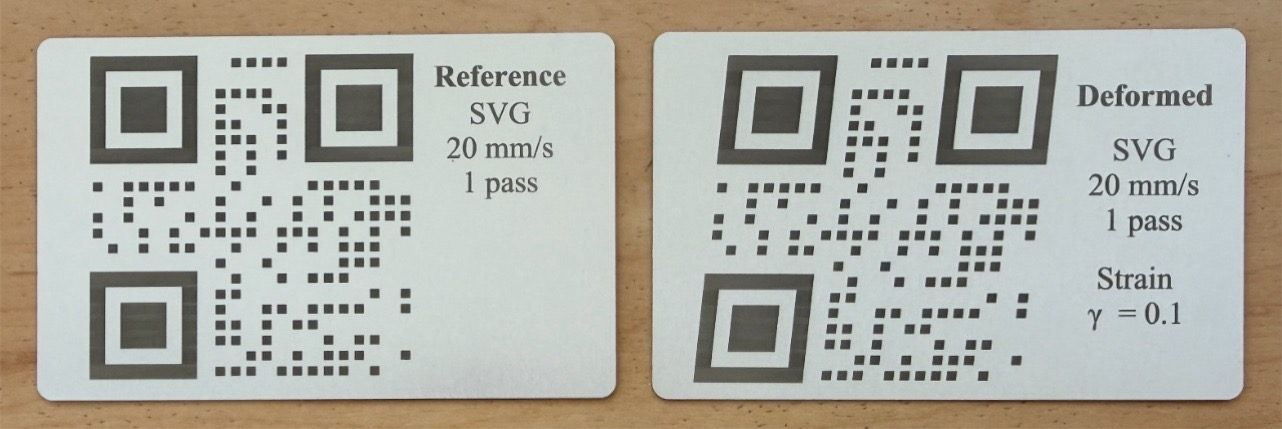 Reference
SVG
20 mm/s
1 pass
Deformed
SVG
20 mm/s
1 pass
Strain
γ = 0.1